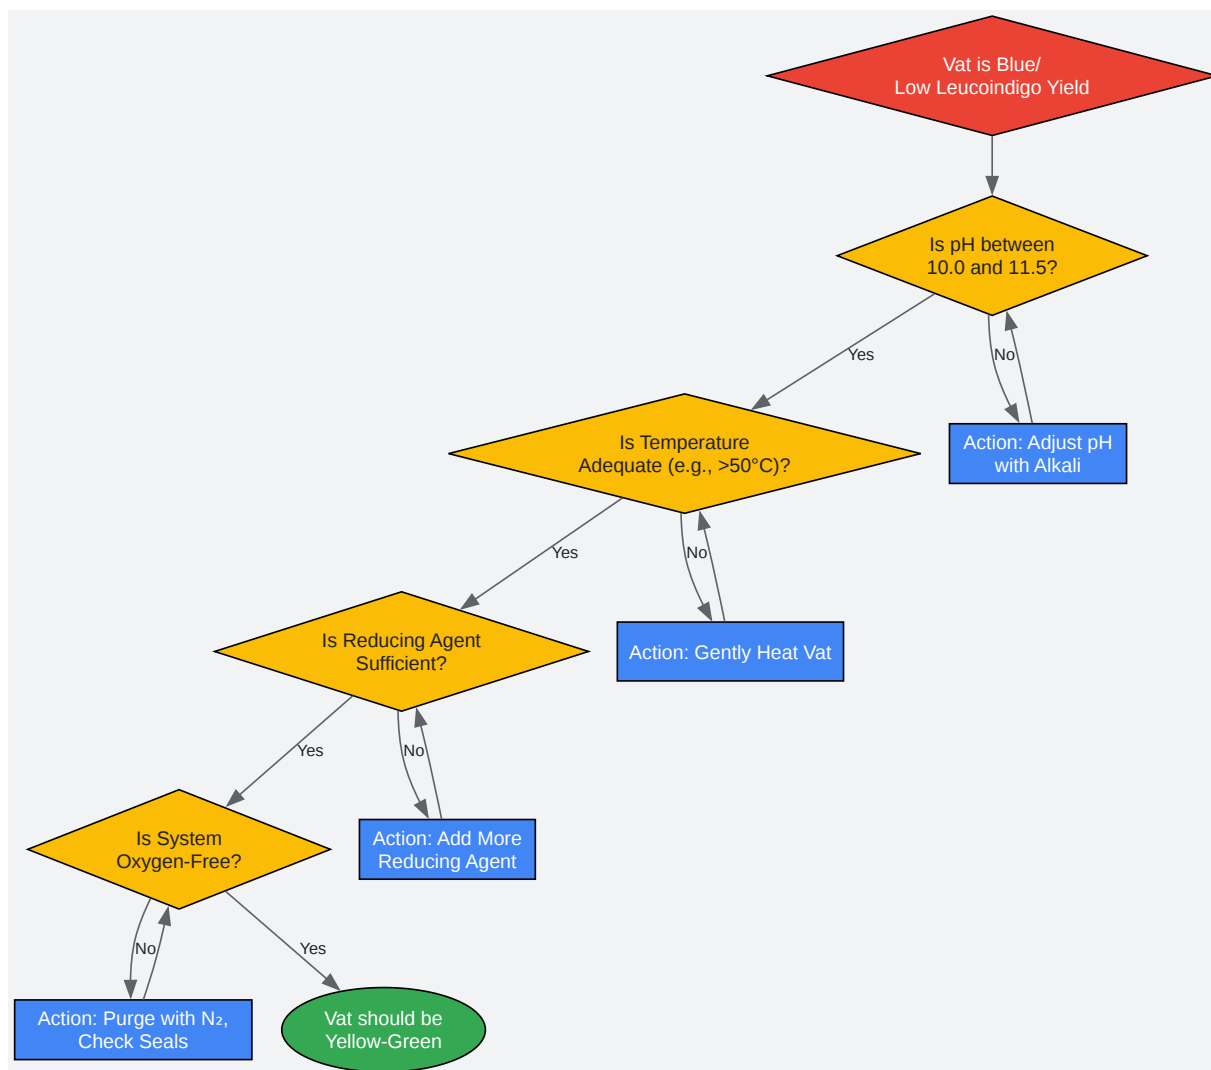 Vat is Blue/
Low Leucoindigo Yield
Is pH between
10.0 and 11.5?
Yes
No
Action: Adjust pH
with Alkali
Is Temperature
Adequate (e.g., >50°C)?
Yes
No
Action: Gently Heat Vat
Is Reducing Agent
Sufficient?
Yes
No
Action: Add More
Reducing Agent
Is System
Oxygen-Free?
No
Yes
Action: Purge with N₂,
Check Seals
Vat should be
Yellow-Green